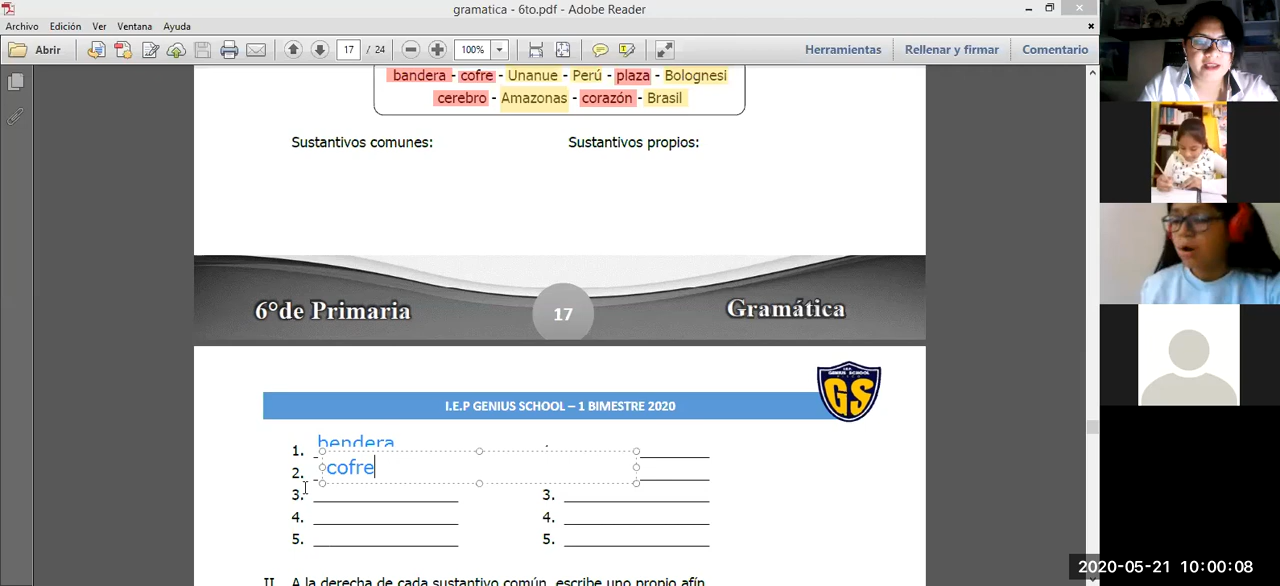 gramatica - 6to.pdf - Adobe Reader
Archivo Edición Ver Ventana Ayuda
Abrir 17 / 24 100% Herramientas Rellenar y firmar Comentario
bandera - cofre - Unanue - Perú - plaza - Bolognesi
cerebro - Amazonas - corazón - Brasil
Sustantivos comunes: Sustantivos propios:
6°de Primaria 17 Gramática
GENIUS SCHOOL
GS
I.E.P GENIUS SCHOOL – 1 BIMESTRE 2020
1. bendera
2. cofre
3. 3.
4. 4.
5. 5.
II. A la derecha de cada sustantivo común, escribe uno propio afín.
2020-05-21 10:00:08